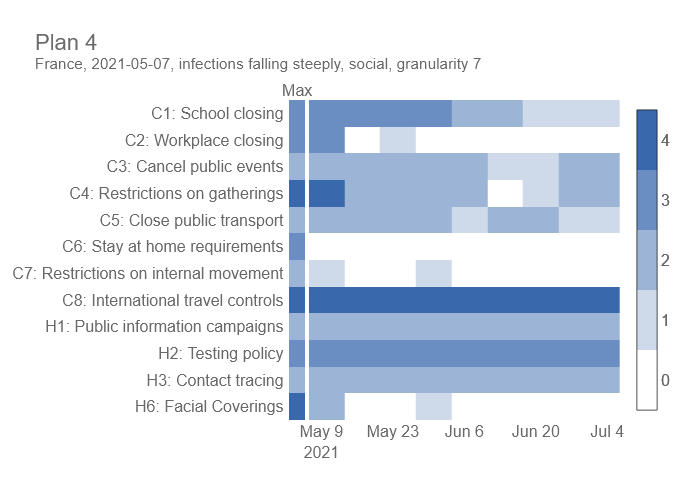 Plan 4
France, 2021-05-07, infections falling steeply, social, granularity 7
Max
C1: School closing
C2: Workplace closing
C3: Cancel public events
C4: Restrictions on gatherings
C5: Close public transport
C6: Stay at home requirements
C7: Restrictions on internal movement
C8: International travel controls
H1: Public information campaigns
H2: Testing policy
H3: Contact tracing
H6: Facial Coverings
4
3
2
1
0
May 9 May 23 Jun 6 Jun 20 Jul 4
2021